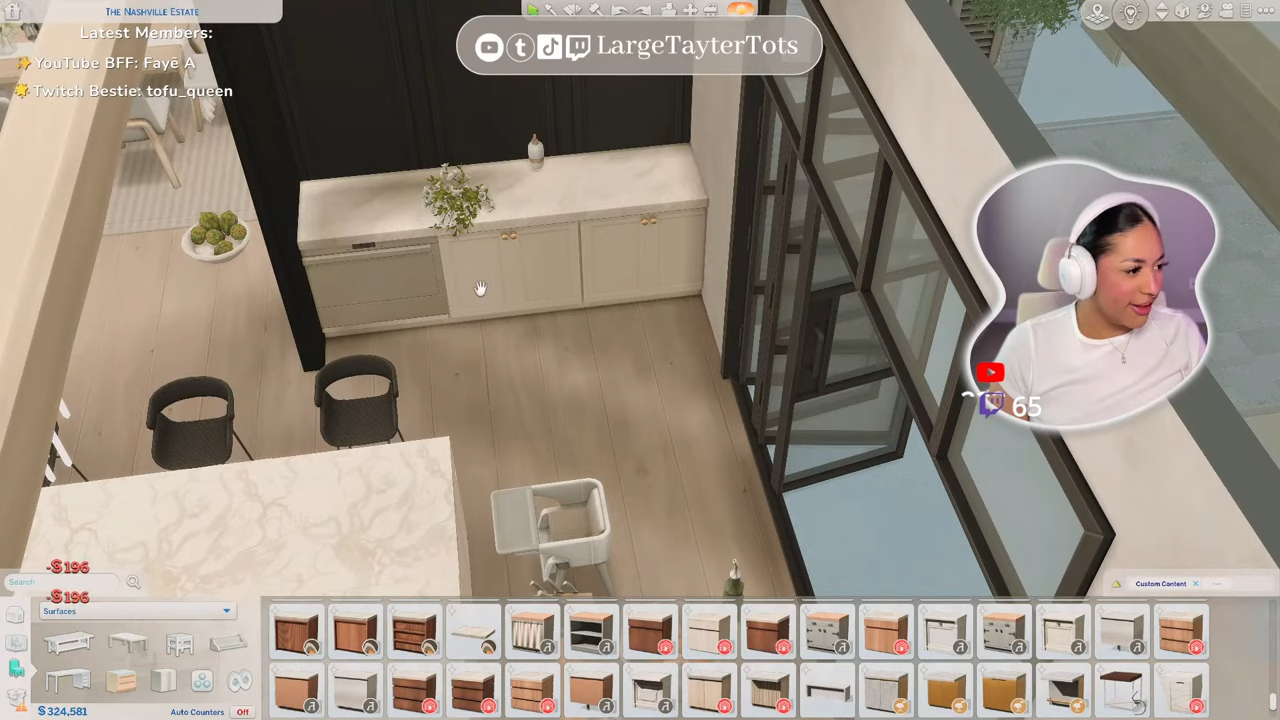 THE NASHVILLE ESTATE
Latest Members:
YouTube BFF: Fayē A
Twitch Bestie: tofu_queen
LargeTayterTots
65
-§196
Search
-§196
Surfaces
Custom Content
§324,581
Auto Counters
Off